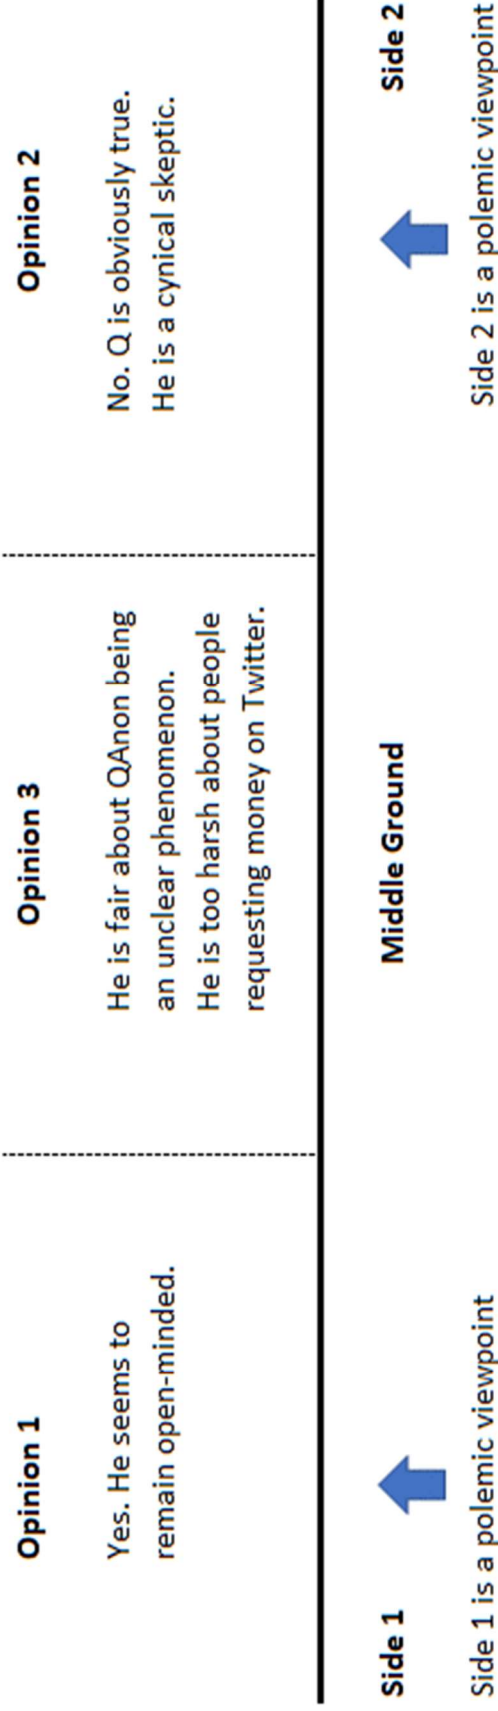 Opinion 1
Yes. He seems to
remain open-minded.
Opinion 3
He is fair about QAnon being
an unclear phenomenon.
He is too harsh about people
requesting money on Twitter.
Opinion 2
No. Q is obviously true.
He is a cynical skeptic.
Side 1
Middle Ground
Side 2
Side 1 is a polemic viewpoint
Side 2 is a polemic viewpoint